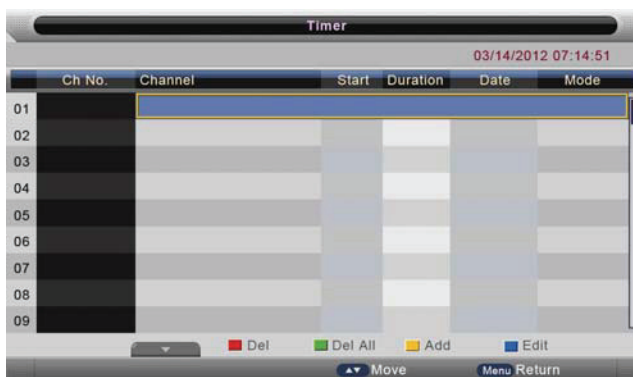 Timer
03/14/2012 07:14:51
Ch No. Channel Start Duration Date Mode
01
02
03
04
05
06
07
08
09
Del Del All Add Edit
Move Menu Return